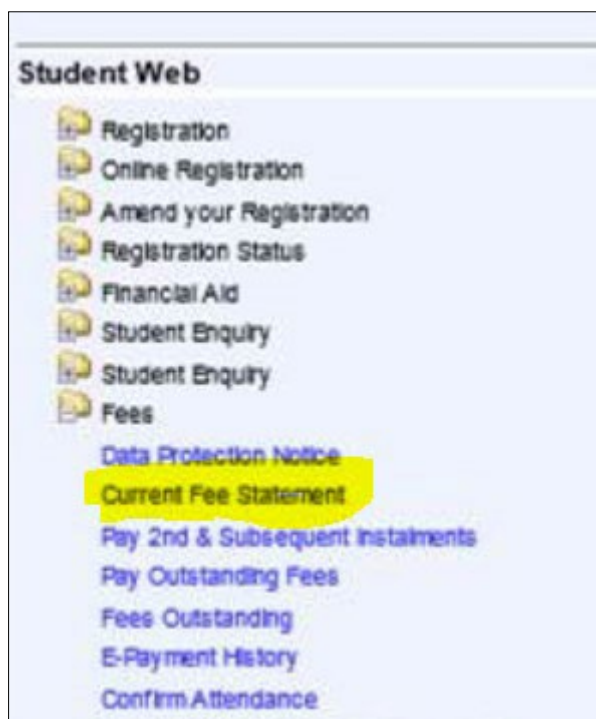 Student Web
Registration
Online Registration
Amend your Registration
Registration Status
Financial Aid
Student Enquiry
Student Enquiry
Fees
Data Protection Notice
Current Fee Statement
Pay 2nd & Subsequent Instalments
Pay Outstanding Fees
Fees Outstanding
E-Payment History
Confirm Attendance